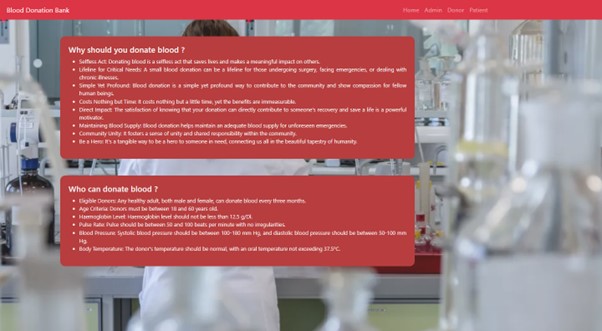 Blood Donation Bank
Home Admin Donor Patient
Why should you donate blood ?
• Selfless Act: Donating blood is a selfless act that saves lives and makes a meaningful impact on others.
• Lifeline for Critical Needs: A small blood donation can be a lifeline for those undergoing surgery, facing emergencies, or dealing with
chronic illnesses.
• Simple Yet Profound: Blood donation is a simple yet profound way to contribute to the community and show compassion for fellow
human beings.
• Costs Nothing but Time: It costs nothing but a little time, yet the benefits are immeasurable.
• Direct Impact: The satisfaction of knowing that your donation can directly contribute to someone's recovery and save a life is a powerful
motivator.
• Maintaining Blood Supply: Blood donation helps maintain an adequate blood supply for unforeseen emergencies.
• Community Unity: It fosters a sense of unity and shared responsibility within the community.
• Be a Hero: It's a tangible way to be a hero to someone in need, connecting us all in the beautiful tapestry of humanity.
Who can donate blood ?
• Eligible Donors: Any healthy adult, both male and female, can donate blood every three months.
• Age Criteria: Donors must be between 18 and 60 years old.
• Haemoglobin Level: Haemoglobin level should not be less than 12.5 g/Dl.
• Pulse Rate: Pulse should be between 50 and 100 beats per minute with no irregularities.
• Blood Pressure: Systolic blood pressure should be between 100-180 mm Hg, and diastolic blood pressure should be between 50-100 mm
Hg.
• Body Temperature: The donor's temperature should be normal, with an oral temperature not exceeding 37.5°C.